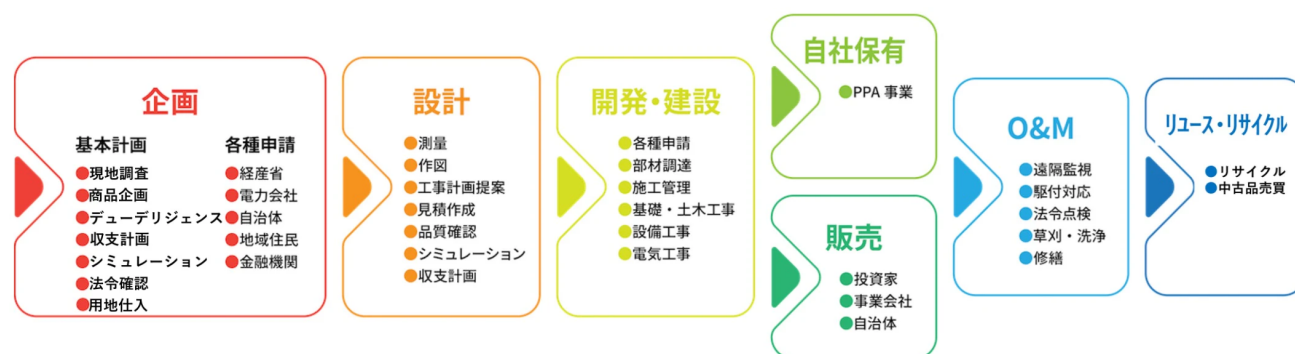 企画
基本計画
●現地調査
●商品企画
●デューデリジェンス
●収支計画
●シミュレーション
●法令確認
●用地仕入
各種申請
●経産省
●電力会社
●自治体
●地域住民
●金融機関
設計
●測量
●作図
●工事計画提案
●見積作成
●品質確認
●シミュレーション
●収支計画
開発・建設
●各種申請
●部材調達
●施工管理
●基礎・土木工事
●設備工事
●電気工事
自社保有
●PPA 事業
販売
●投資家
●事業会社
●自治体
O&M
●遠隔監視
●駆付対応
●法令点検
●草刈・洗浄
●修繕
リユース・リサイクル
●リサイクル
●中古品売買